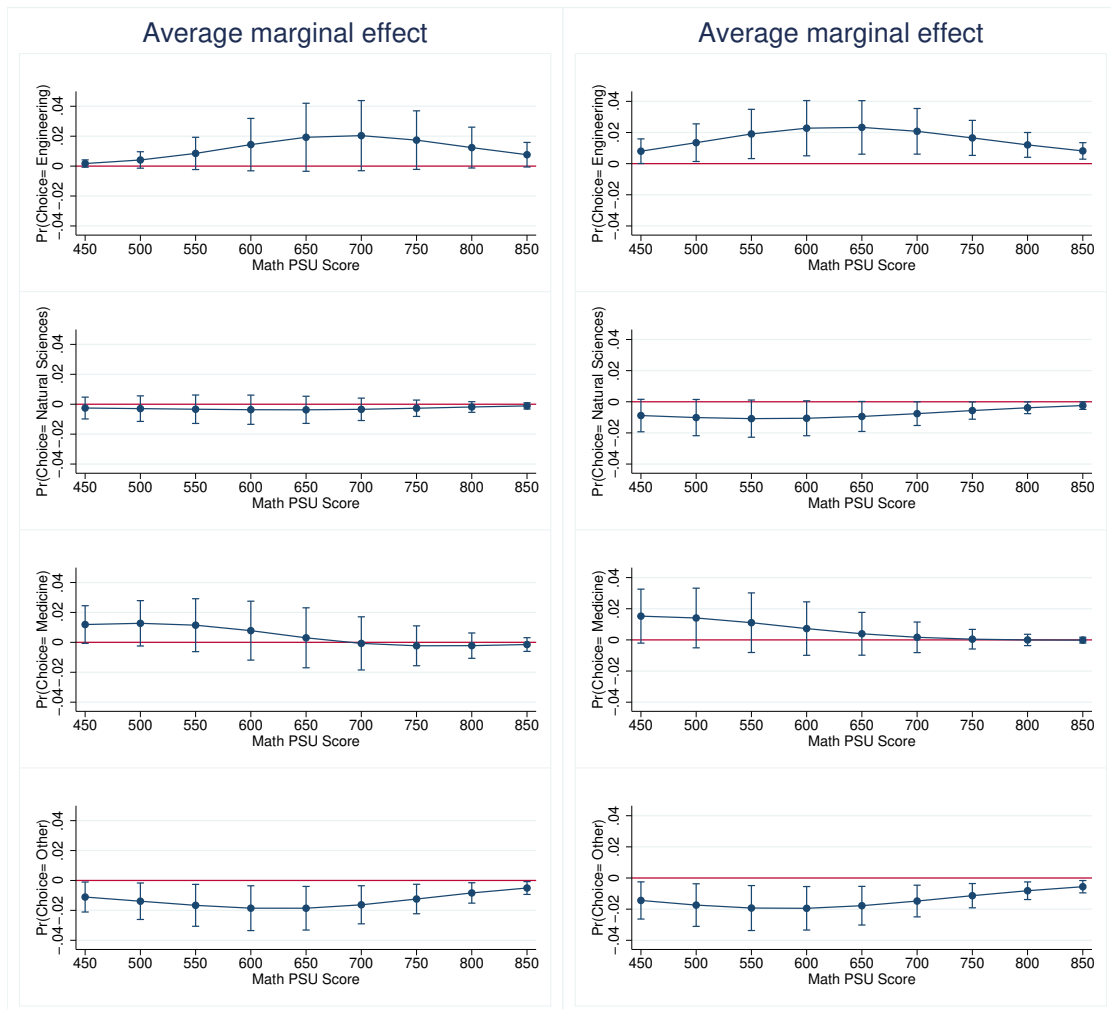 Average marginal effect
Pr(Choice= Engineering)
-.04 -.02 0 .02 .04
450 500 550 600 650 700 750 800 850
Math PSU Score
Pr(Choice= Natural Sciences)
-.04 -.02 0 .02 .04
450 500 550 600 650 700 750 800 850
Math PSU Score
Pr(Choice= Medicine)
-.04 -.02 0 .02 .04
450 500 550 600 650 700 750 800 850
Math PSU Score
Pr(Choice= Other)
-.04 -.02 0 .02 .04
450 500 550 600 650 700 750 800 850
Math PSU Score
Average marginal effect
Pr(Choice= Engineering)
-.04 -.02 0 .02 .04
450 500 550 600 650 700 750 800 850
Math PSU Score
Pr(Choice= Natural Sciences)
-.04 -.02 0 .02 .04
450 500 550 600 650 700 750 800 850
Math PSU Score
Pr(Choice= Medicine)
-.04 -.02 0 .02 .04
450 500 550 600 650 700 750 800 850
Math PSU Score
Pr(Choice= Other)
-.04 -.02 0 .02 .04
450 500 550 600 650 700 750 800 850
Math PSU Score